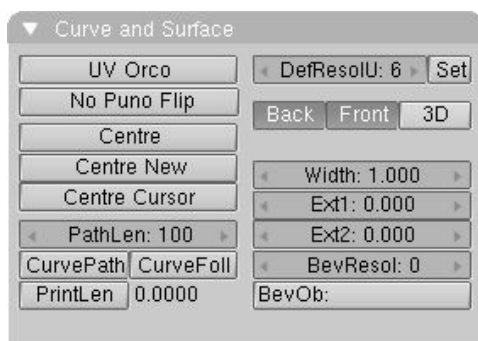 Curve and Surface
UV Orco
No Puno Flip
Centre
Centre New
Centre Cursor
PathLen: 100
CurvePath CurveFoll
PrintLen 0.0000
DefResolU: 6 Set
Back Front 3D
Width: 1.000
Ext1: 0.000
Ext2: 0.000
BevResol: 0
BevOb: